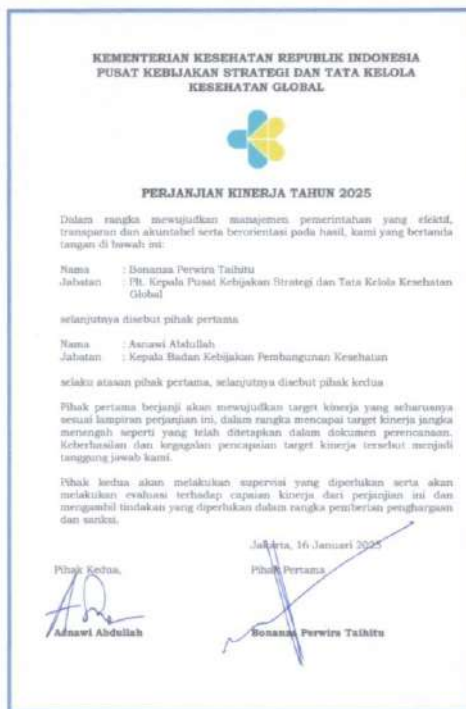 KEMENTERIAN KESEHATAN REPUBLIK INDONESIA
PUSAT KEBIJAKAN STRATEGI DAN TATA KELOLA
KESEHATAN GLOBAL
PERJANJIAN KINERJA TAHUN 2025
Dalam rangka mewujudkan manajemen pemerintahan yang efektif,
transparan dan akuntabel serta berorientasi pada hasil, kami yang bertanda
tangan di bawah ini:
Nama : Bonanza Perwira Taihitu
Jabatan : Plt. Kepala Pusat Kebijakan Strategi dan Tata Kelola Kesehatan
Global
selanjutnya disebut pihak pertama
Nama : Asnawi Abdullah
Jabatan : Kepala Badan Kebijakan Pembangunan Kesehatan
selaku atasan pihak pertama, selanjutnya disebut pihak kedua
Pihak pertama berjanji akan mewujudkan target kinerja yang seharusnya
sesuai lampiran perjanjian ini, dalam rangka mencapai target kinerja jangka
menengah seperti yang telah ditetapkan dalam dokumen perencanaan.
Keberhasilan dan kegagalan pencapaian target kinerja tersebut menjadi
tanggung jawab kami.
Pihak kedua akan melakukan supervisi yang diperlukan serta akan
melakukan evaluasi terhadap capaian kinerja dari perjanjian ini dan
mengambil tindakan yang diperlukan dalam rangka pemberian penghargaan
dan sanksi.
Jakarta, 16 Januari 2025
Pihak Kedua,
Pihak Pertama
Asnawi Abdullah
Bonanza Perwira Taihitu